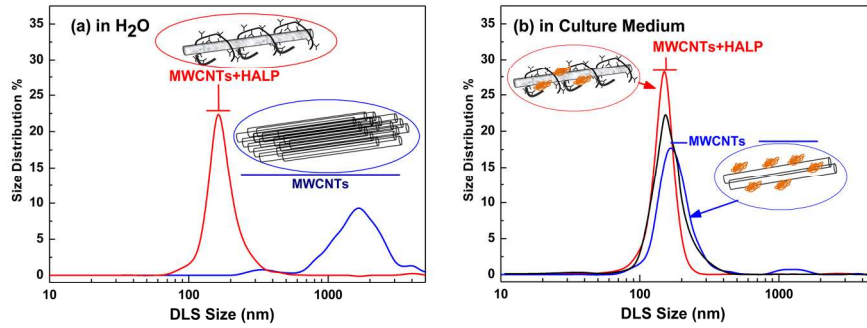 (a) in H2O
MWCNTs+HALP
MWCNTs
Size Distribution %
35
30
25
20
15
10
5
0
10
100
1000
DLS Size (nm)
(b) in Culture Medium
MWCNTs+HALP
MWCNTs
Size Distribution %
35
30
25
20
15
10
5
0
10
100
1000
DLS Size (nm)